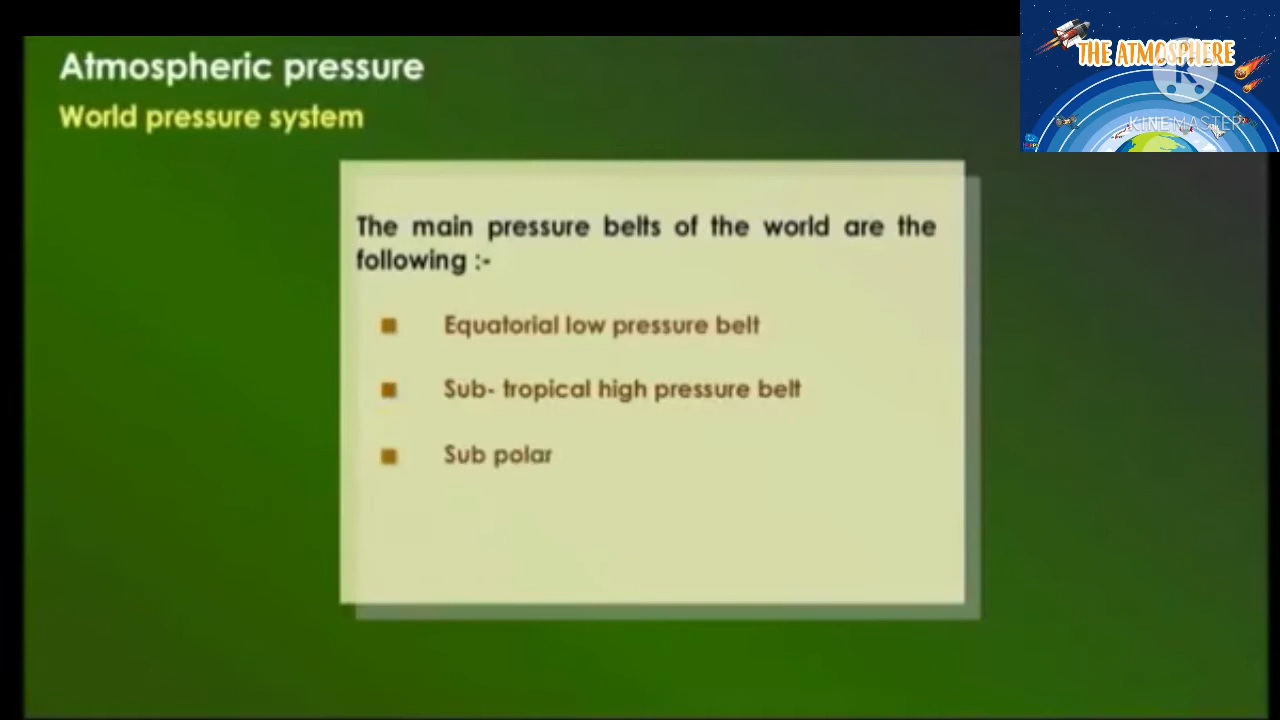 Atmospheric pressure
World pressure system
THE ATMOSPHERE
KINEMASTER
The main pressure belts of the world are the
following :-
Equatorial low pressure belt
Sub- tropical high pressure belt
Sub polar